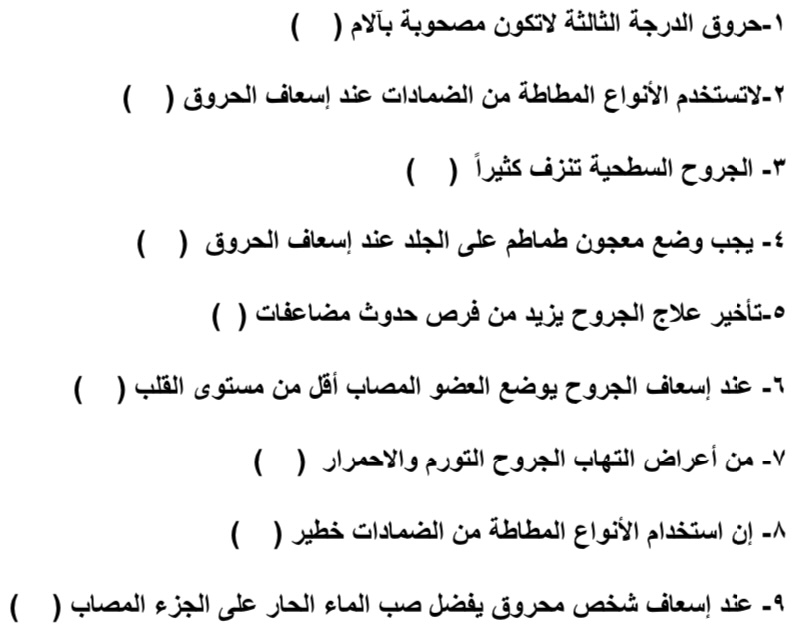 ١-حروق الدرجة الثالثة لاتكون مصحوبة بآلام (    )
٢-لاتستخدم الأنواع المطاطة من الضمادات عند إسعاف الحروق (    )
٣- الجروح السطحية تنزف كثيراً (    )
٤- يجب وضع معجون طماطم على الجلد عند إسعاف الحروق (    )
٥-تأخير علاج الجروح يزيد من فرص حدوث مضاعفات (  )
٦- عند إسعاف الجروح يوضع العضو المصاب أقل من مستوى القلب (    )
٧- من أعراض التهاب الجروح التورم والاحمرار (    )
٨- إن استخدام الأنواع المطاطة من الضمادات خطير (    )
٩- عند إسعاف شخص محروق يفضل صب الماء الحار على الجزء المصاب (    )